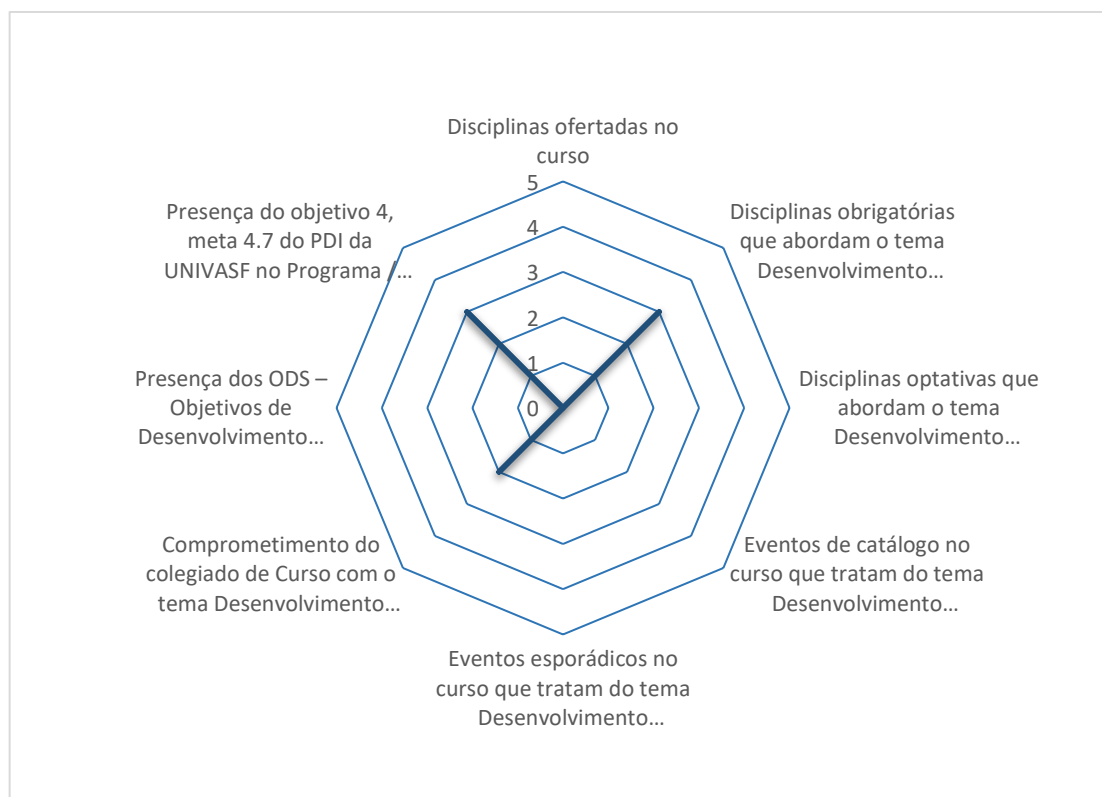 Disciplinas ofertadas no
curso
5
4
3
2
1
0
Disciplinas obrigatórias
que abordam o tema
Desenvolvimento...
Disciplinas optativas que
abordam o tema
Desenvolvimento...
Eventos de catálogo no
curso que tratam do tema
Desenvolvimento...
Eventos esporádicos no
curso que tratam do tema
Desenvolvimento...
Comprometimento do
colegiado de Curso com o
tema Desenvolvimento...
Presença dos ODS –
Objetivos de
Desenvolvimento...
Presença do objetivo 4,
meta 4.7 do PDI da
UNIVASF no Programa /...